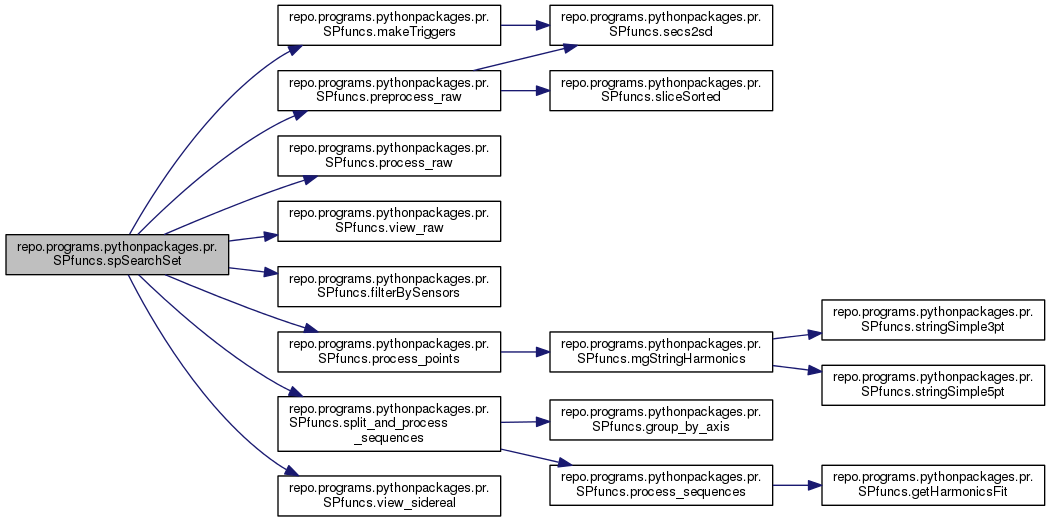 repo.programs.pythonpackages.pr.
SPfuncs.spSearchSet
repo.programs.pythonpackages.pr.
SPfuncs.makeTriggers
repo.programs.pythonpackages.pr.
SPfuncs.secs2sd
repo.programs.pythonpackages.pr.
SPfuncs.preprocess_raw
repo.programs.pythonpackages.pr.
SPfuncs.sliceSorted
repo.programs.pythonpackages.pr.
SPfuncs.process_raw
repo.programs.pythonpackages.pr.
SPfuncs.view_raw
repo.programs.pythonpackages.pr.
SPfuncs.filterBySensors
repo.programs.pythonpackages.pr.
SPfuncs.process_points
repo.programs.pythonpackages.pr.
SPfuncs.mgStringHarmonics
repo.programs.pythonpackages.pr.
SPfuncs.stringSimple3pt
repo.programs.pythonpackages.pr.
SPfuncs.stringSimple5pt
repo.programs.pythonpackages.pr.
SPfuncs.split_and_process
_sequences
repo.programs.pythonpackages.pr.
SPfuncs.group_by_axis
repo.programs.pythonpackages.pr.
SPfuncs.process_sequences
repo.programs.pythonpackages.pr.
SPfuncs.getHarmonicsFit
repo.programs.pythonpackages.pr.
SPfuncs.view_sidereal